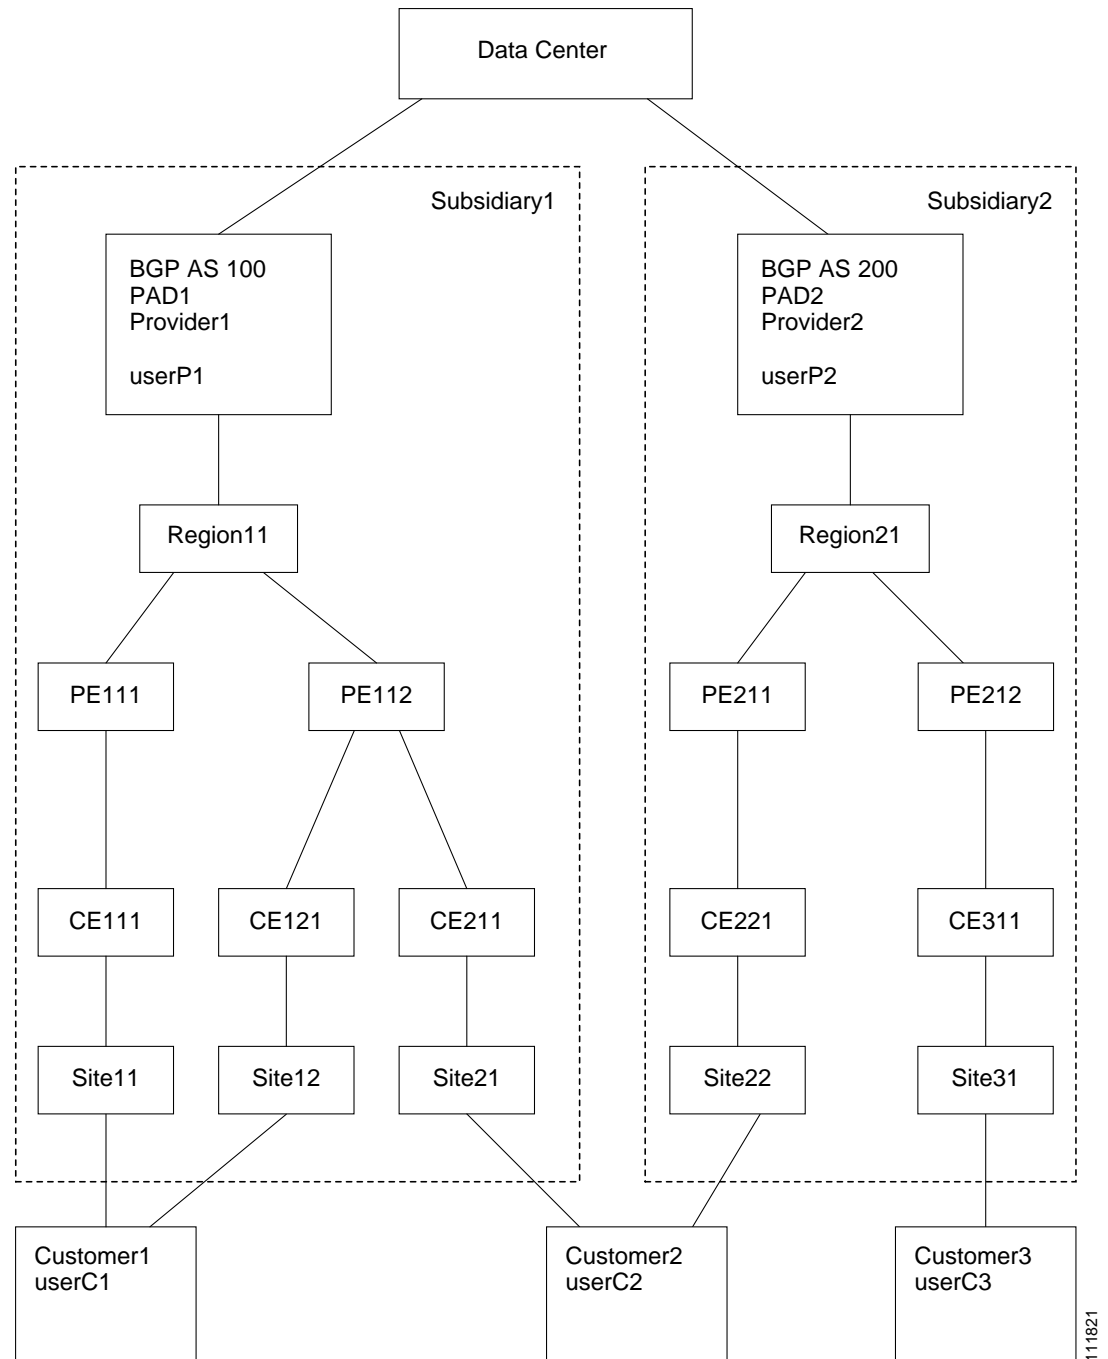 Data Center
Subsidiary1
Subsidiary2
BGP AS 100
PAD1
Provider1
userP1
BGP AS 200
PAD2
Provider2
userP2
Region11
Region21
PE111
PE112
PE211
PE212
CE111
CE121
CE211
CE221
CE311
Site11
Site12
Site21
Site22
Site31
Customer1
userC1
Customer2
userC2
Customer3
userC3
111821